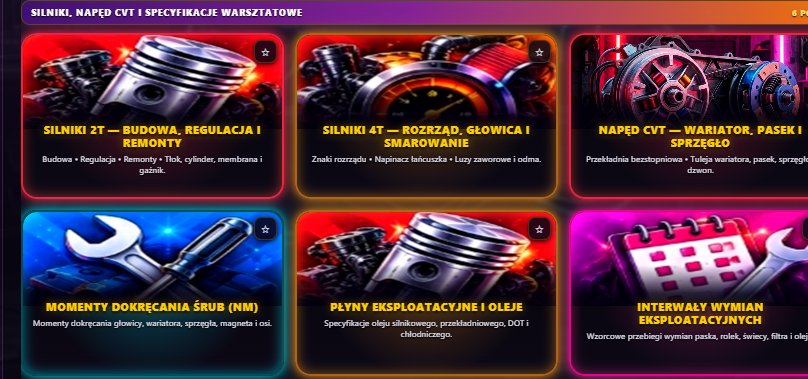 SILNIKI, NAPĘD CVT I SPECYFIKACJE WARSZTATOWE
SILNIKI 2T — BUDOWA, REGULACJA I
REMONTY
Budowa • Regulacja • Remonty • Tłok, cylinder, membrana i
gaźnik.
SILNIKI 4T — ROZRZĄD, GŁOWICA I
SMAROWANIE
Znaki rozrządu • Napinacz łańcuszka • Luzy zaworowe i odma.
NAPĘD CVT — WARIATOR, PASEK I
SPRZĘGŁO
Przekładnia bezstopniowa • Tuleja wariatora, pasek, sprzęgło
dzwon.
MOMENTY DOKRĘCANIA ŚRUB (NM)
Momenty dokręcania głowicy, wariatora, sprzęgła, magneta i osi.
PŁYNY EKSPLOATACYJNE I OLEJE
Specyfikacje oleju silnikowego, przekładniowego, DOT i
chłodniczego.
INTERWAŁY WYMIAN
EKSPLOATACYJNYCH
Wzorcowe przebiegi wymian paska, rolek, świecy, filtra i